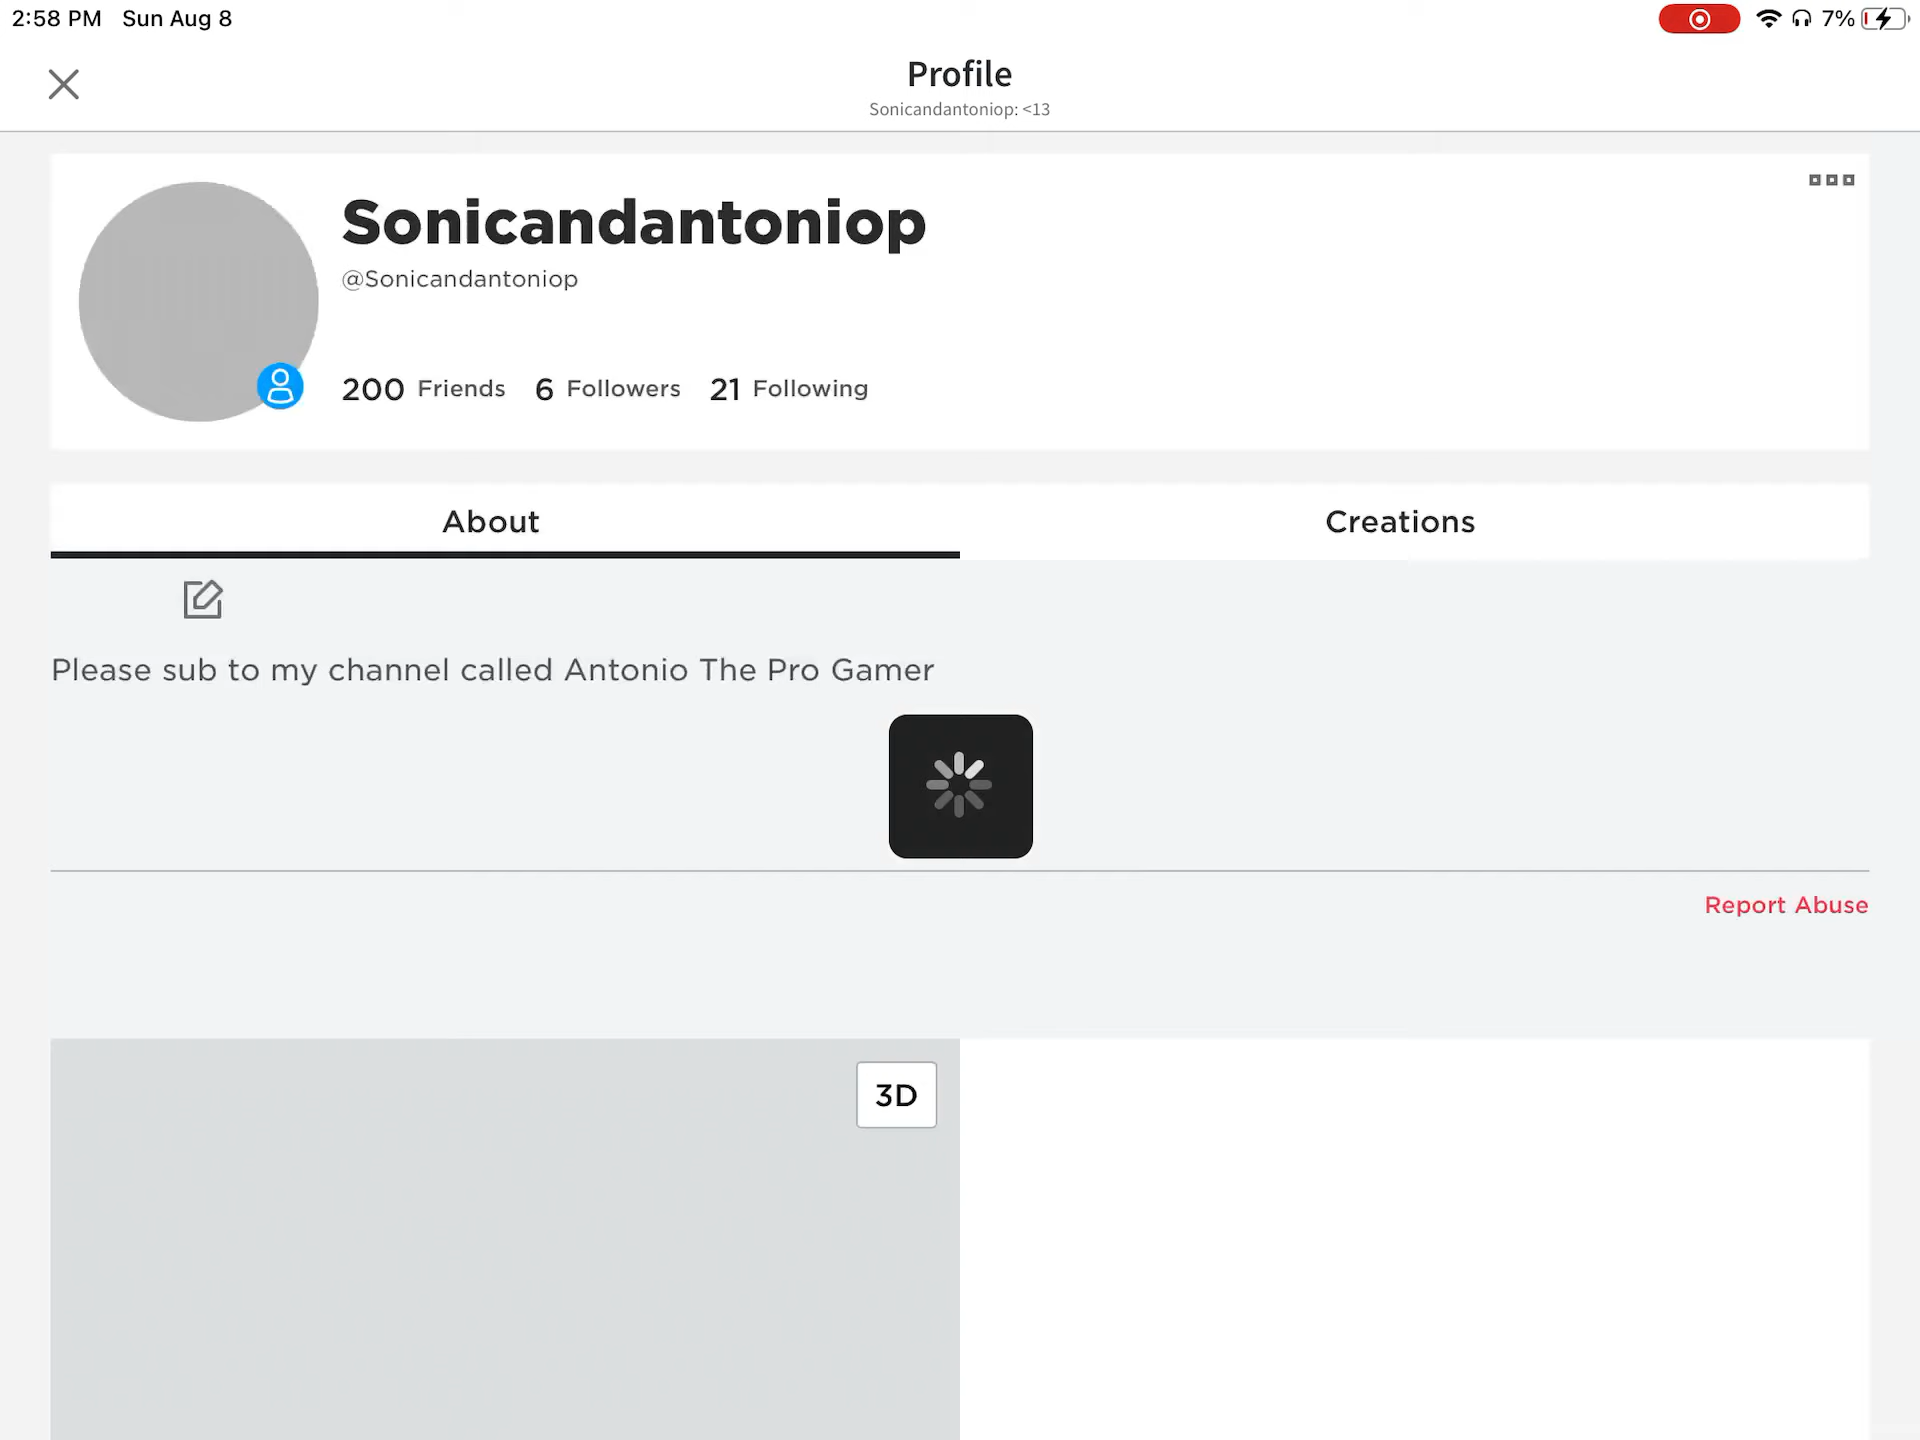 2:58 PM Sun Aug 8 7%
Profile
Sonicandantoniop: <13
Sonicandantoniop
@Sonicandantoniop
200 Friends 6 Followers 21 Following
About Creations
Please sub to my channel called Antonio The Pro Gamer
Report Abuse
3D